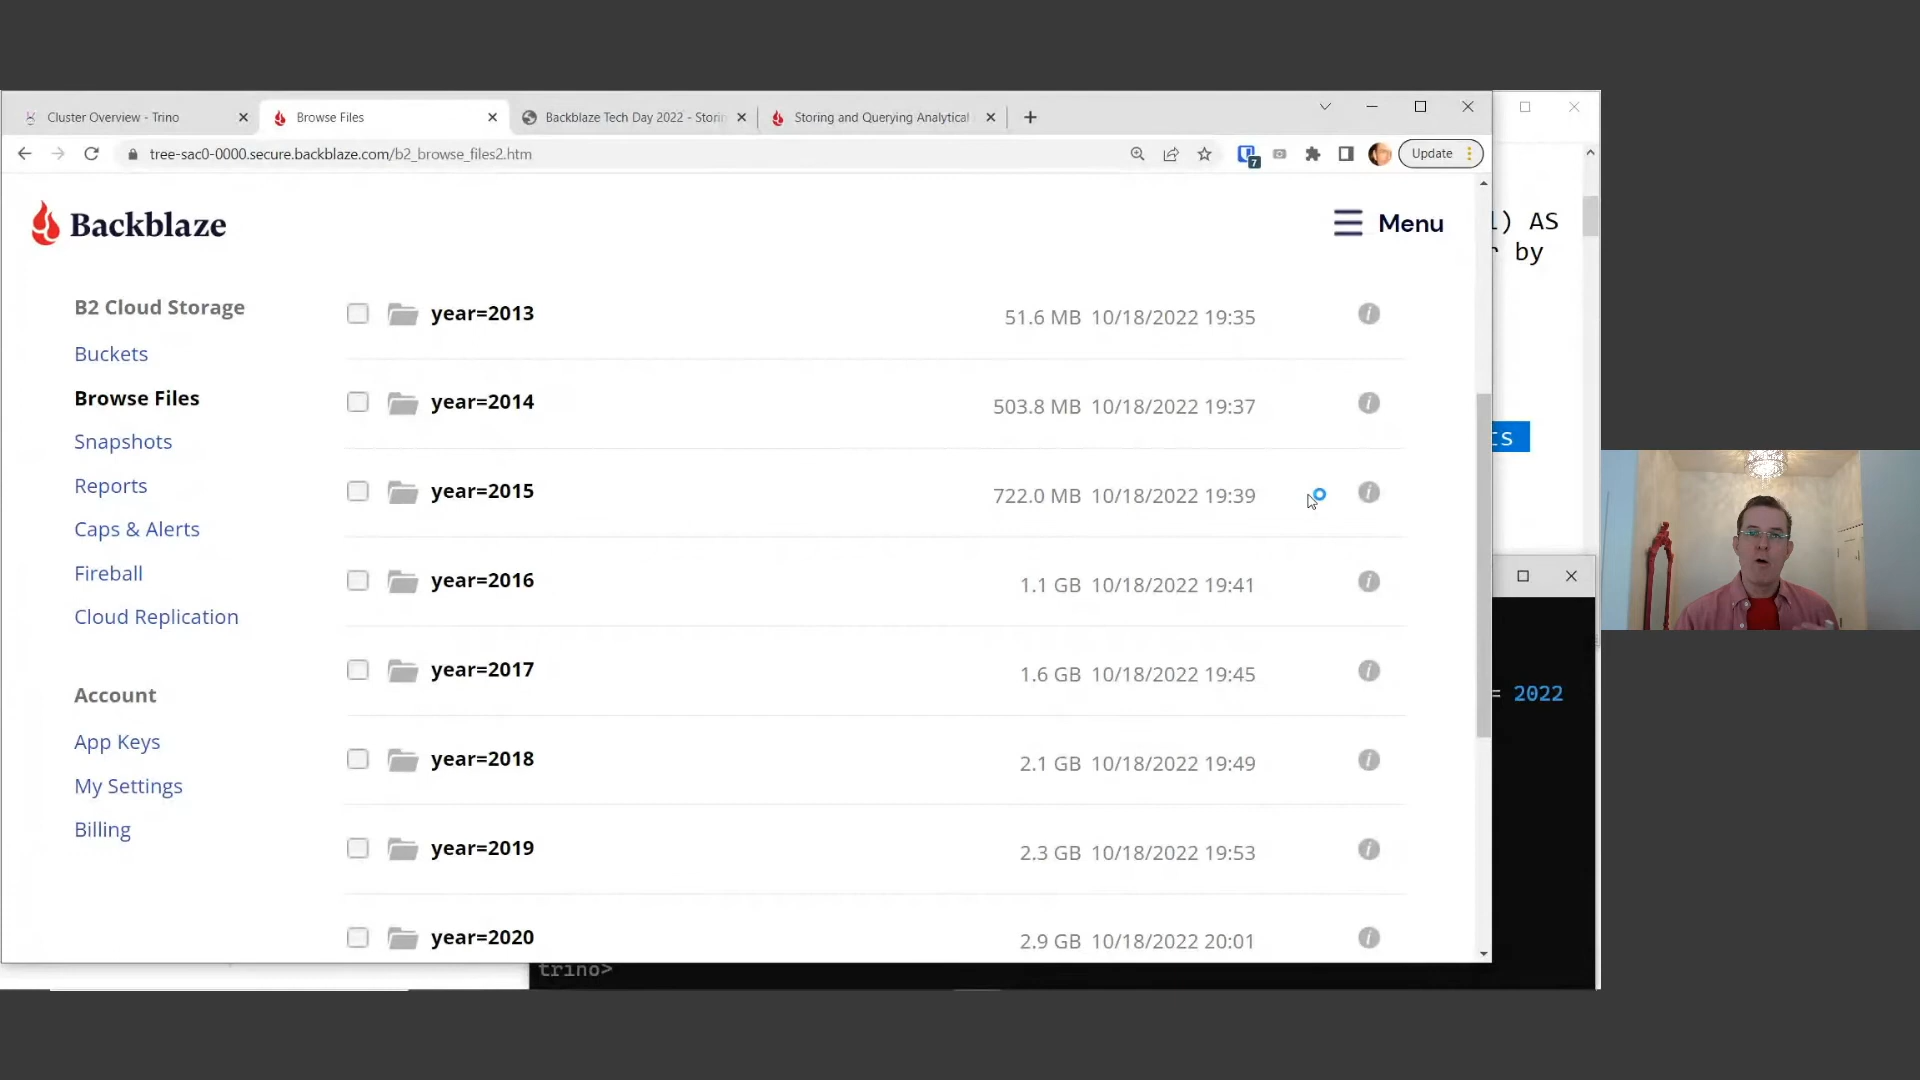 Cluster Overview - Trino
Browse Files
Backblaze Tech Day 2022 - Storin
Storing and Querying Analytical
tree-sac0-0000.secure.backblaze.com/b2_browse_files2.htm
7
Update
Backblaze
Menu
B2 Cloud Storage
Buckets
Browse Files
Snapshots
Reports
Caps & Alerts
Fireball
Cloud Replication
Account
App Keys
My Settings
Billing
year=2013 51.6 MB 10/18/2022 19:35
year=2014 503.8 MB 10/18/2022 19:37
year=2015 722.0 MB 10/18/2022 19:39
year=2016 1.1 GB 10/18/2022 19:41
year=2017 1.6 GB 10/18/2022 19:45
year=2018 2.1 GB 10/18/2022 19:49
year=2019 2.3 GB 10/18/2022 19:53
year=2020 2.9 GB 10/18/2022 20:01
) AS
by
= 2022
trino>